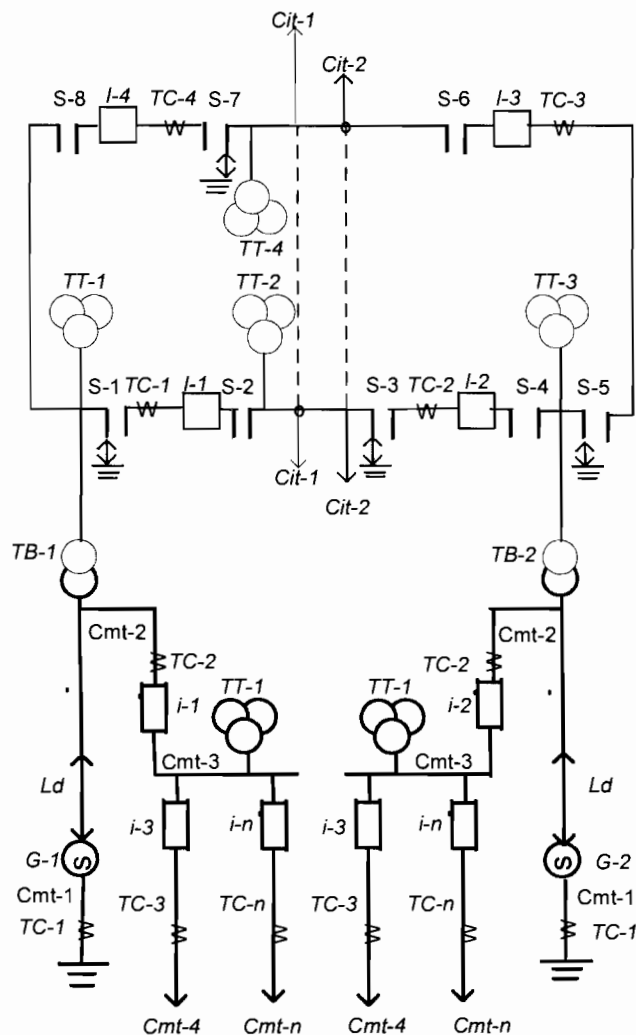 Cit-1
Cit-2
S-8 I-4 TC-4 S-7 S-6 I-3 TC-3
TT-4
TT-1 TT-2 TT-3
S-1 TC-1 I-1 S-2 S-3 TC-2 I-2 S-4 S-5
Cit-1
Cit-2
TB-1 TB-2
Cmt-2 Cmt-2
TC-2 TC-2
i-1 TT-1 TT-1 i-2
Cmt-3 Cmt-3
Ld Ld
i-3 i-n i-3 i-n
G-1 S S G-2
Cmt-1 Cmt-1
TC-3 TC-n TC-3 TC-n
TC-1 TC-1
Cmt-4 Cmt-n Cmt-4 Cmt-n